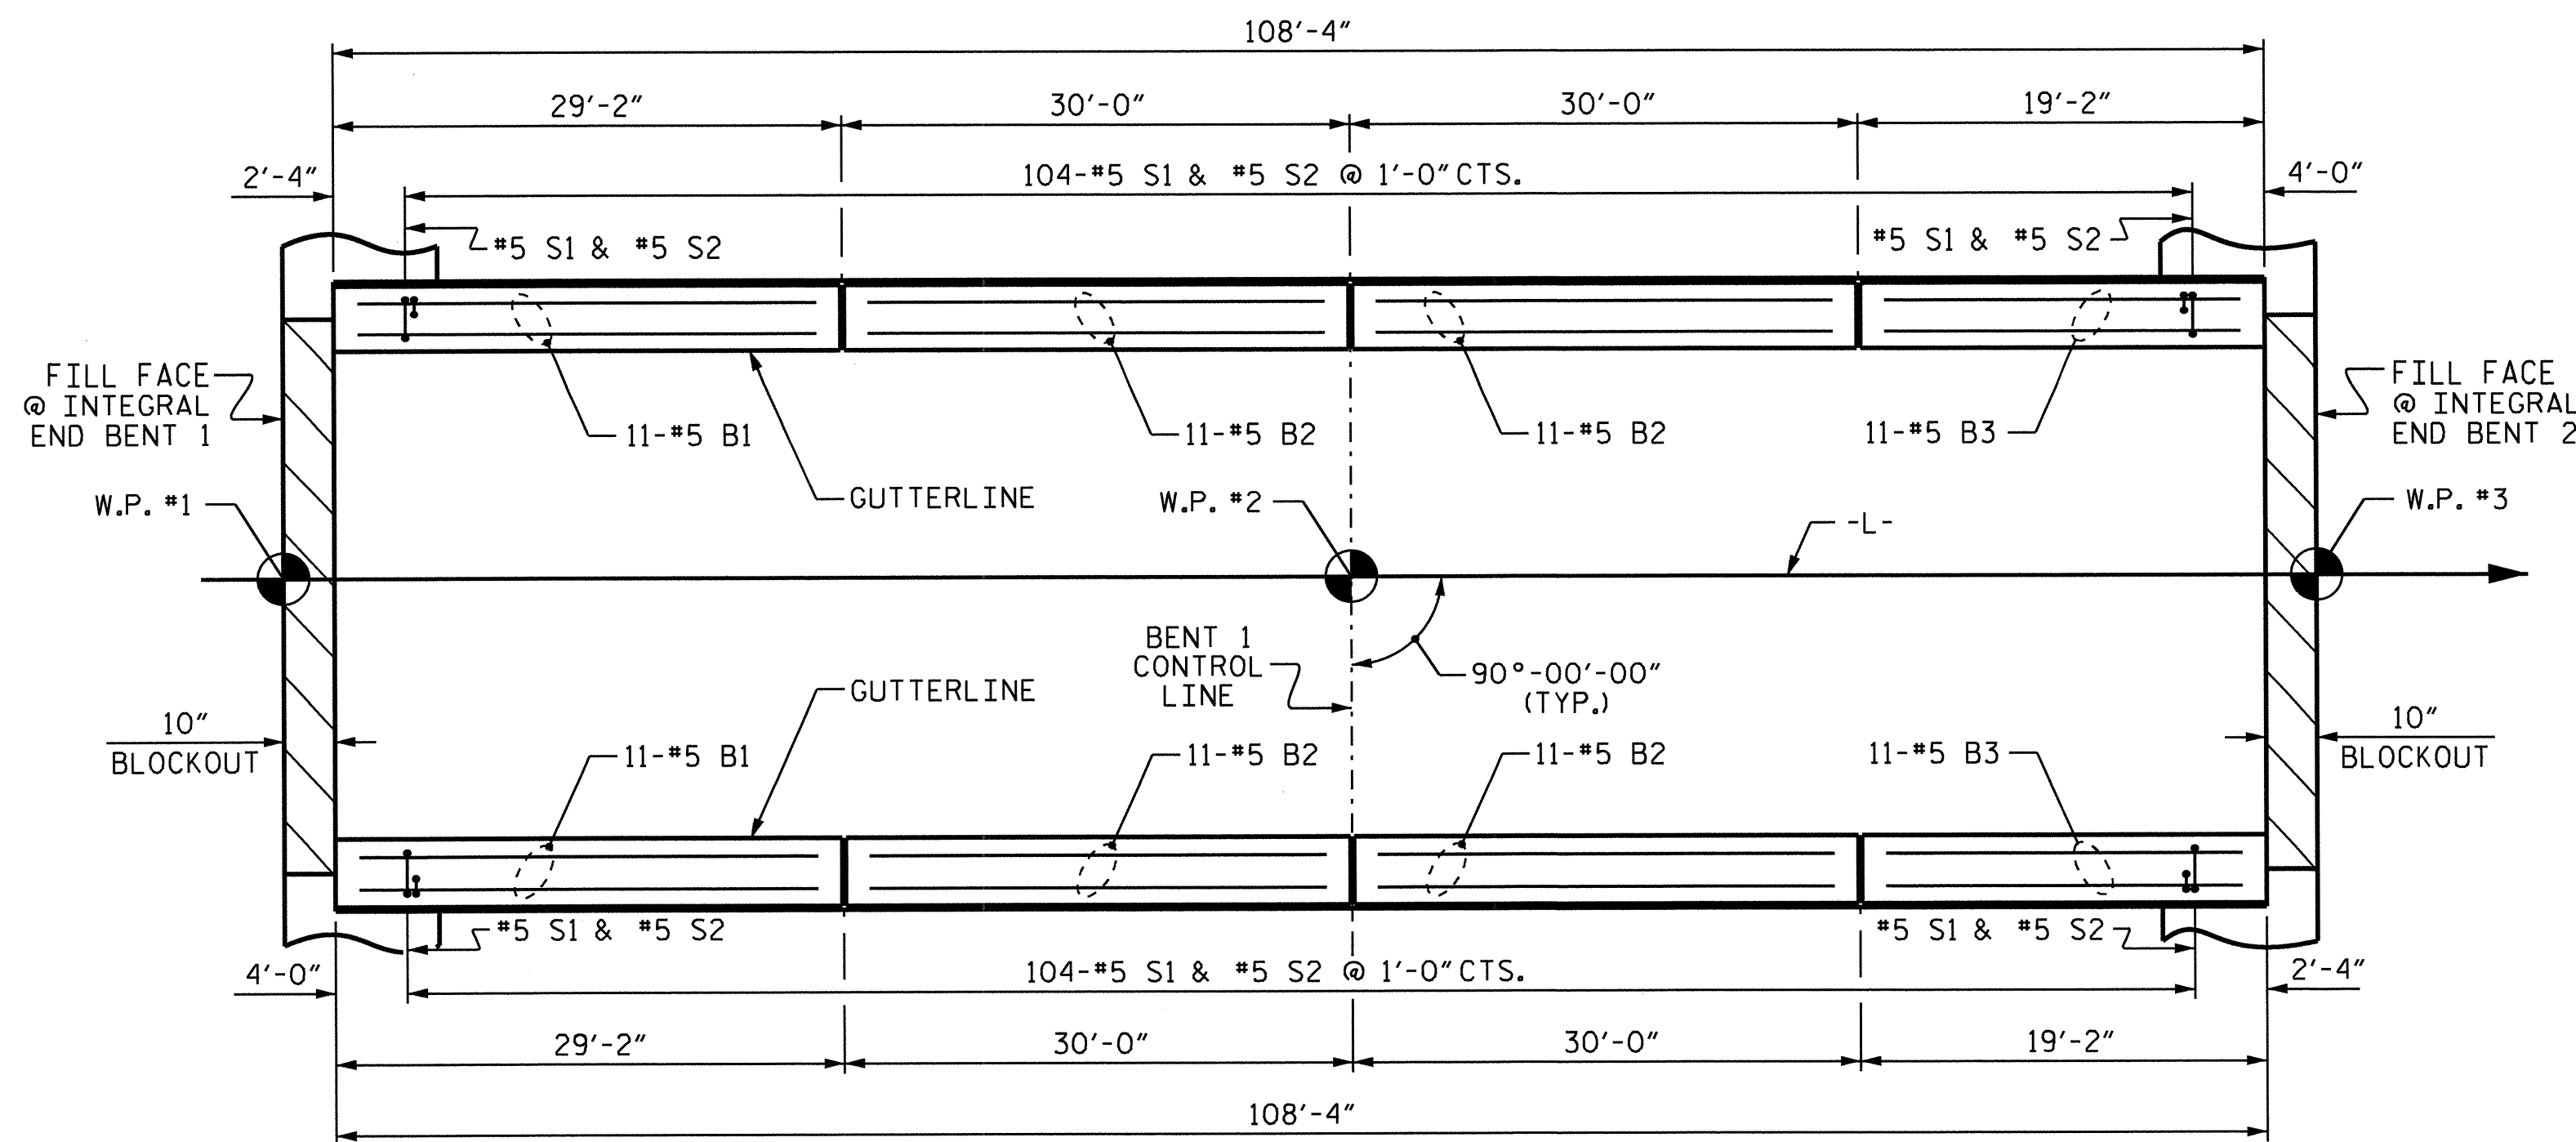 108'-4"
29'-2"
30'-0"
30'-0"
19'-2"
2'-4"
104-#5 S1 & #5 S2 @ 1'-0" CTS.
4'-0"
#5 S1 & #5 S2
#5 S1 & #5 S2
FILL FACE
@ INTEGRAL
END BENT 1
FILL FACE
@ INTEGRAL
END BENT 2
11-#5 B1
11-#5 B2
11-#5 B2
11-#5 B3
W.P. #1
GUTTERLINE
W.P. #2
-L-
W.P. #3
BENT 1
CONTROL
LINE
90°-00'-00"
(TYP.)
GUTTERLINE
10"
BLOCKOUT
10"
BLOCKOUT
11-#5 B1
11-#5 B2
11-#5 B2
11-#5 B3
#5 S1 & #5 S2
#5 S1 & #5 S2
4'-0"
104-#5 S1 & #5 S2 @ 1'-0" CTS.
2'-4"
29'-2"
30'-0"
30'-0"
19'-2"
108'-4"